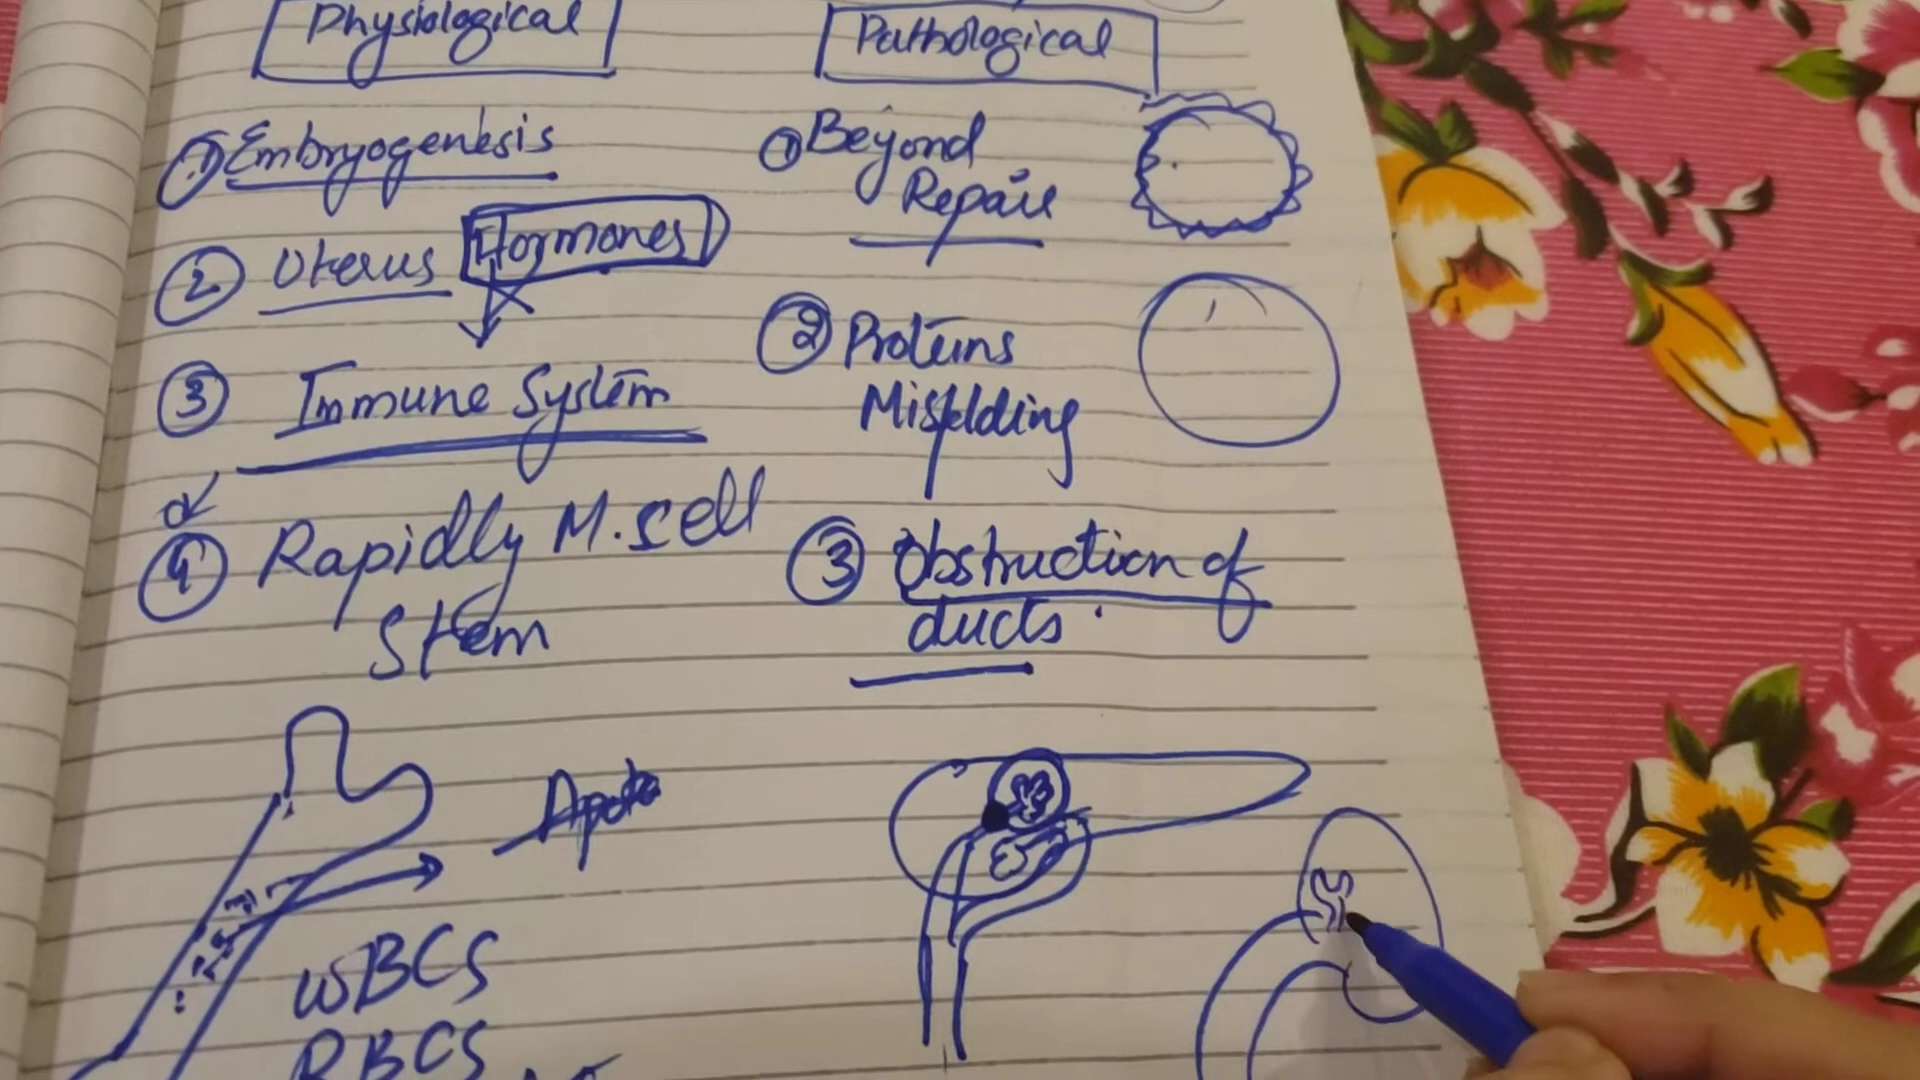 Physiological
Pathological
① Embryogenesis
② Uterus Hormones
③ Immune System
④ Rapidly M. cell
Stem
① Beyond
Repair
② Proteins
Misfolding
③ Obstruction of
ducts.
WBCS
RBCS